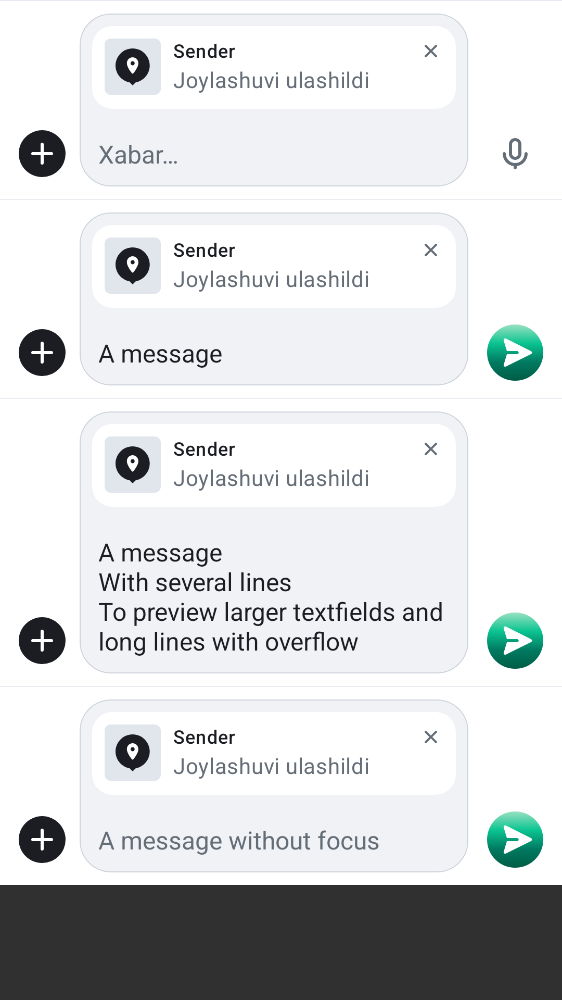 Sender
Joylashuvi ulashildi
Xabar…
Sender
Joylashuvi ulashildi
A message
Sender
Joylashuvi ulashildi
A message
With several lines
To preview larger textfields and
long lines with overflow
Sender
Joylashuvi ulashildi
A message without focus